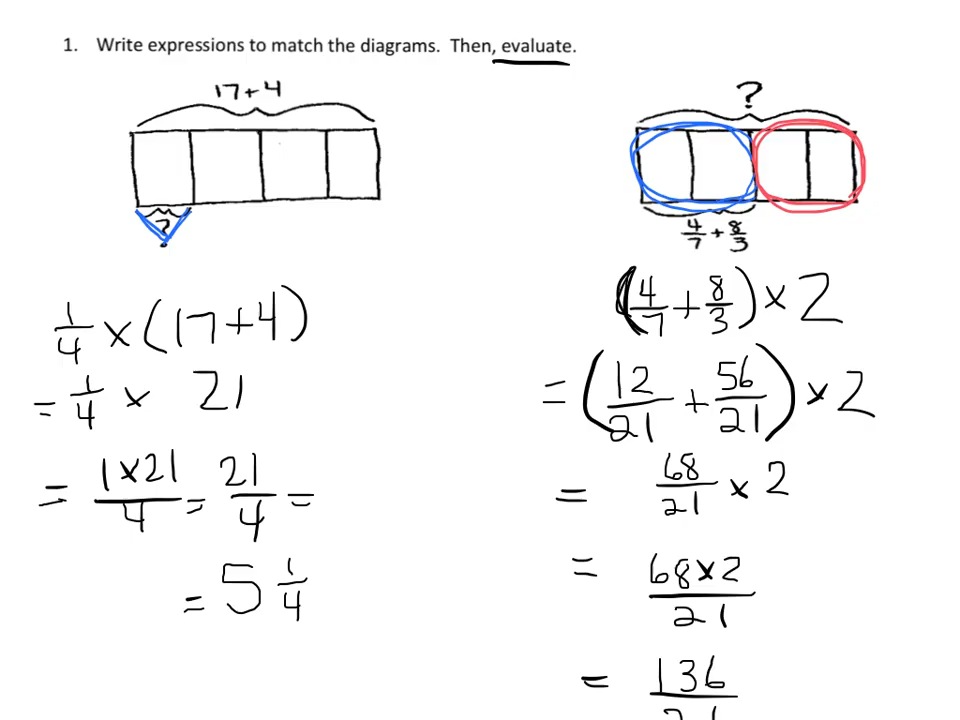 1. Write expressions to match the diagrams. Then, evaluate.
17+4
?
1/4 × (17+4)
= 1/4 × 21
= 1×21/4 = 21/4 =
= 5 1/4
?
4/7 + 8/3
(4/7 + 8/3) × 2
= (12/21 + 56/21) × 2
= 68/21 × 2
= 68×2/21
= 136/21